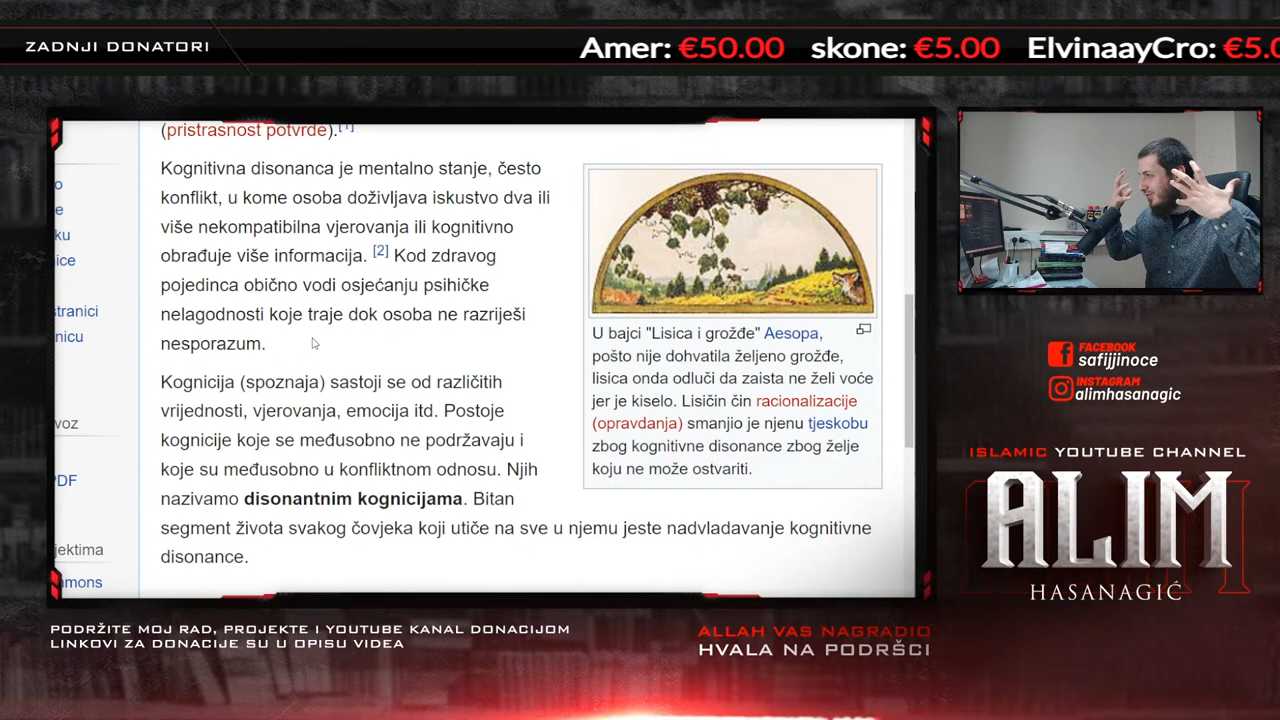 ZADNJI DONATORI
Amer: €50.00 skone: €5.00 ElvinaayCro:
(pristrasnost potvrde).[1]
Kognitivna disonanca je mentalno stanje, često
konflikt, u kome osoba doživljava iskustvo dva ili
više nekompatibilna vjerovanja ili kognitivno
obrađuje više informacija. [2] Kod zdravog
pojedinca obično vodi osjećanju psihičke
nelagodnosti koje traje dok osoba ne razriješi
nesporazum.
Kognicija (spoznaja) sastoji se od različitih
vrijednosti, vjerovanja, emocija itd. Postoje
kognicije koje se međusobno ne podržavaju i
koje su međusobno u konfliktnom odnosu. Njih
nazivamo disonantnim kognicijama. Bitan
segment života svakog čovjeka koji utiče na sve u njemu jeste nadvladavanje kognitivne
disonance.
U bajci "Lisica i grožđe" Aesopa,
pošto nije dohvatila željeno grožđe,
lisica onda odluči da zaista ne želi voće
jer je kiselo. Lisičin čin racionalizacije
(opravdanja) smanjio je njenu tjeskobu
zbog kognitivne disonance zbog želje
koju ne može ostvariti.
FACEBOOK
safijjinoce
INSTAGRAM
alimhasanagic
ISLAMIC YOUTUBE CHANNEL
ALIM
HASANAGIĆ
PODRŽITE MOJ RAD, PROJEKTE I YOUTUBE KANAL DONACIJOM
LINKOVI ZA DONACIJE SU U OPISU VIDEA
ALLAH VAS NAGRADIO
HVALA NA PODRŠCI